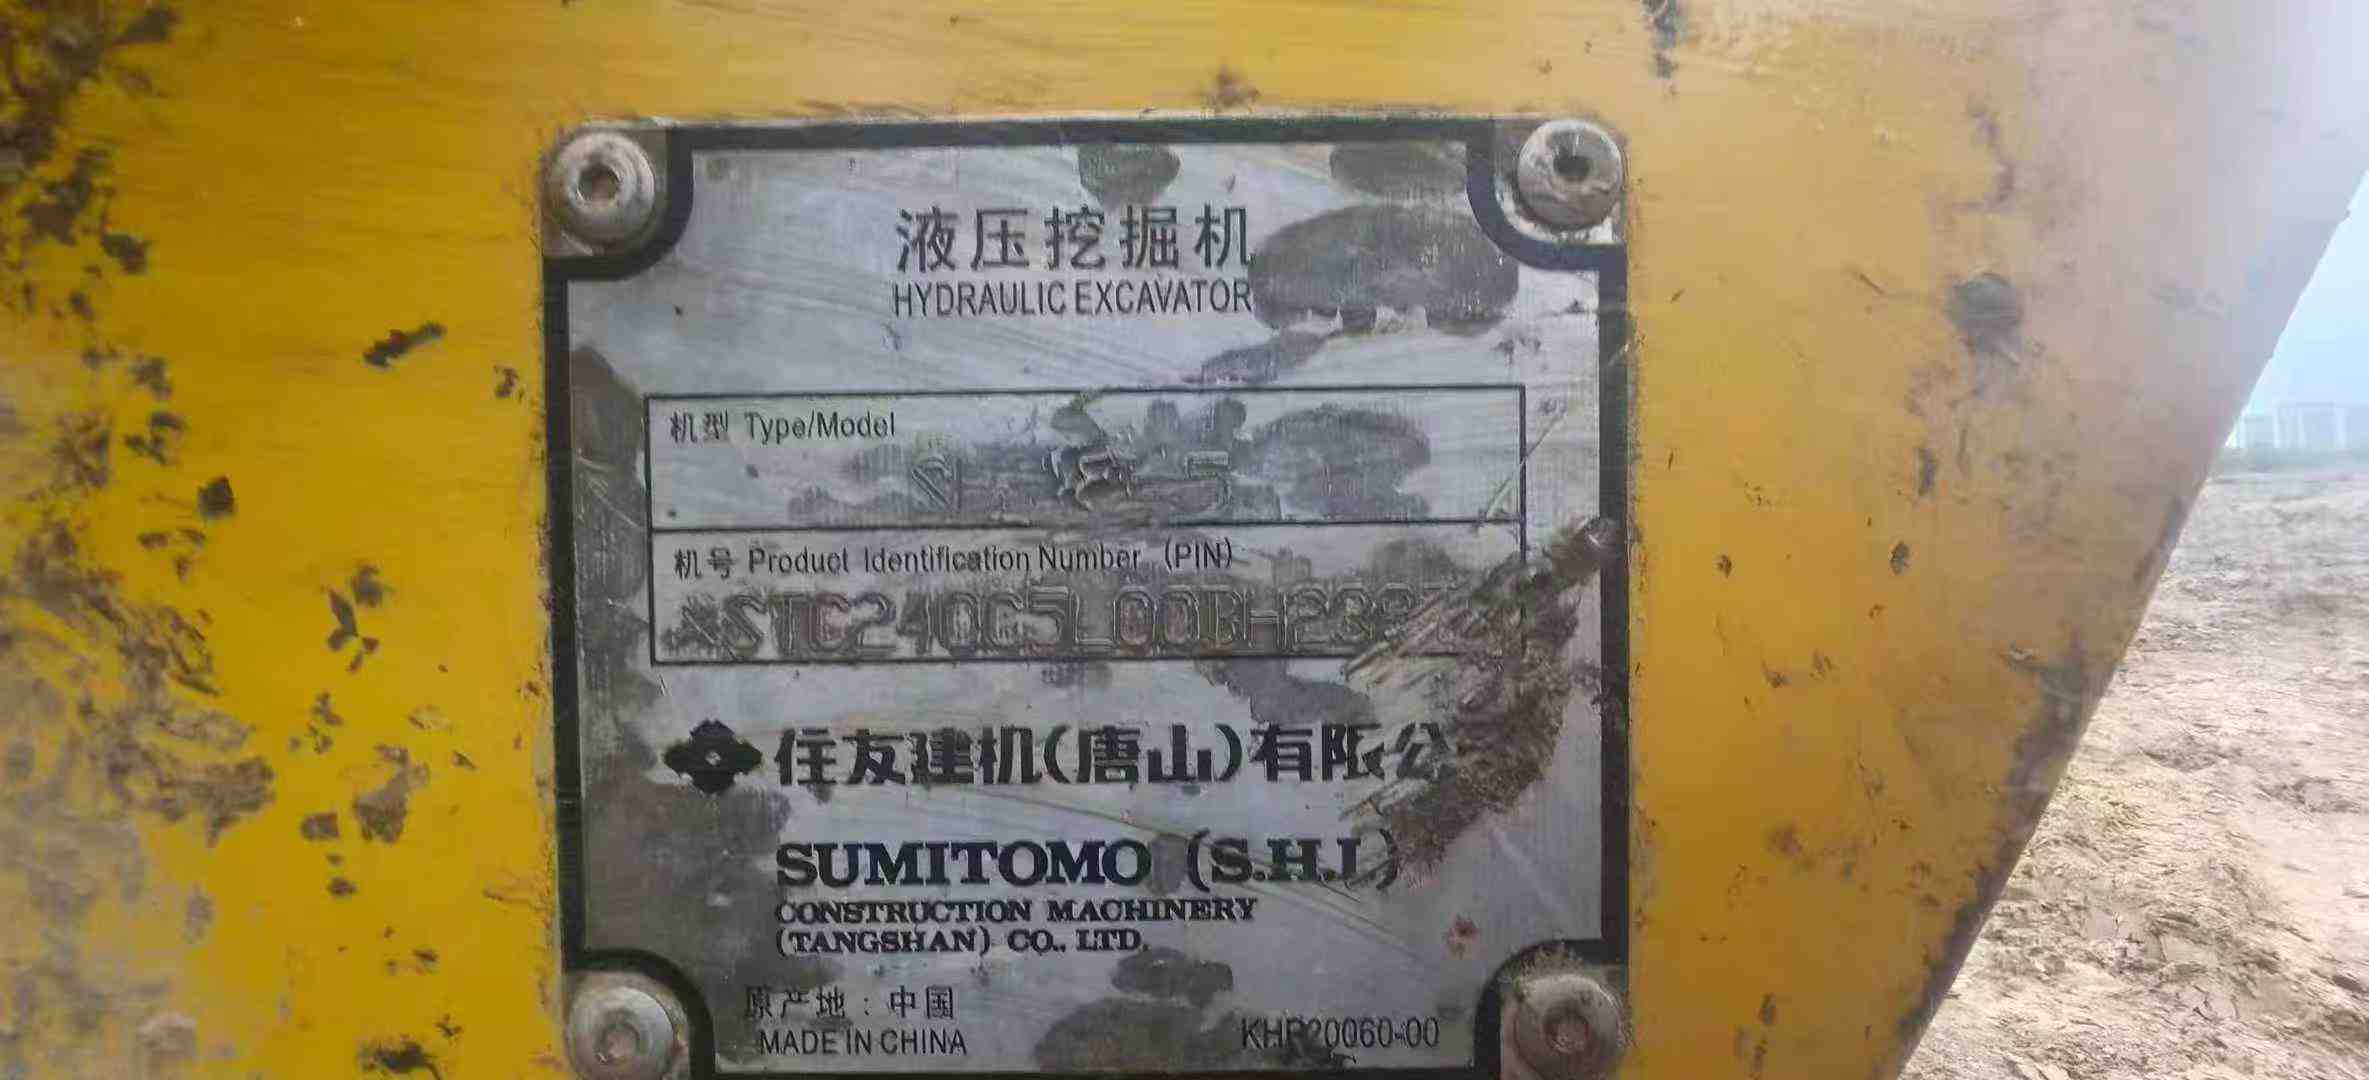 液压挖掘机
HYDRAULIC EXCAVATOR
机型 Type/Model
机号 Product Identification Number (PIN)
住友建机(唐山)有限公
SUMITOMO (S.H.I.)
CONSTRUCTION MACHINERY
(TANGSHAN) CO., LTD.
原产地：中国
MADE IN CHINA